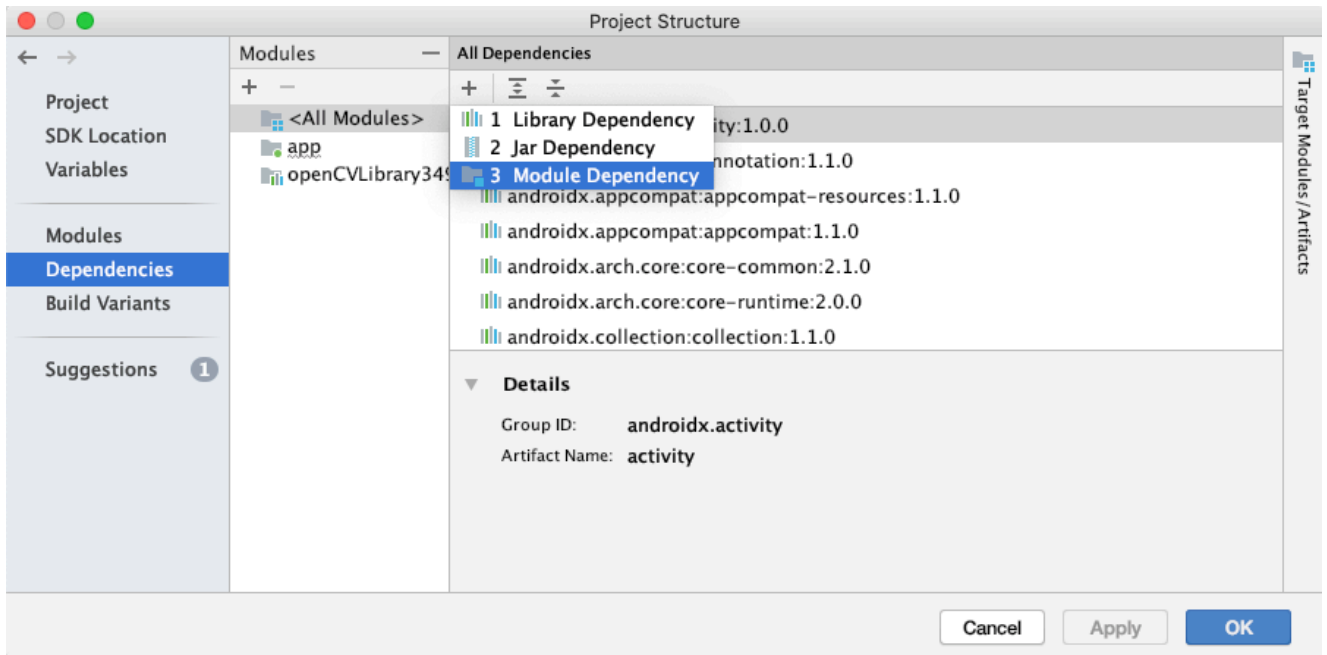 Project Structure
Project
SDK Location
Variables
Modules
Dependencies
Build Variants
Suggestions
1
Modules
<All Modules>
app
openCVLibrary349
All Dependencies
1 Library Dependency
2 Jar Dependency
3 Module Dependency
ity:1.0.0
nnotation:1.1.0
androidx.appcompat:appcompat-resources:1.1.0
androidx.appcompat:appcompat:1.1.0
androidx.arch.core:core-common:2.1.0
androidx.arch.core:core-runtime:2.0.0
androidx.collection:collection:1.1.0
Details
Group ID: androidx.activity
Artifact Name: activity
Target Modules/Artifacts
Cancel
Apply
OK